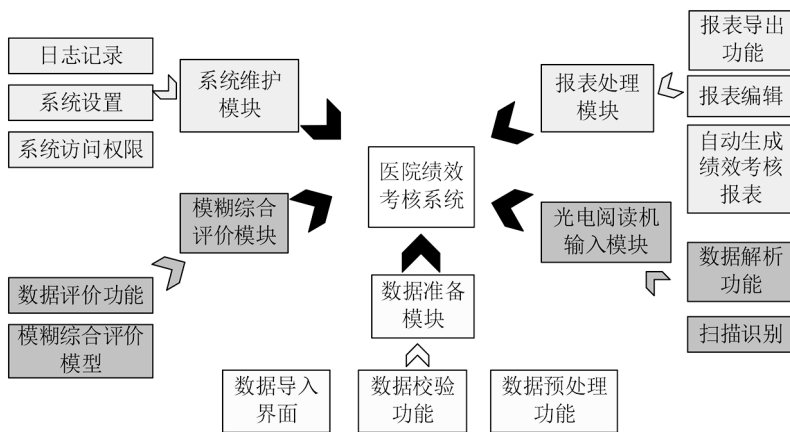 日志记录
系统设置
系统访问权限
系统维护
模块
报表处理
模块
报表导出
功能
报表编辑
自动生成
绩效考核
报表
医院绩效
考核系统
模糊综合
评价模块
数据评价功能
模糊综合评价
模型
光电阅读机
输入模块
数据解析
功能
扫描识别
数据准备
模块
数据导入
界面
数据校验
功能
数据预处理
功能